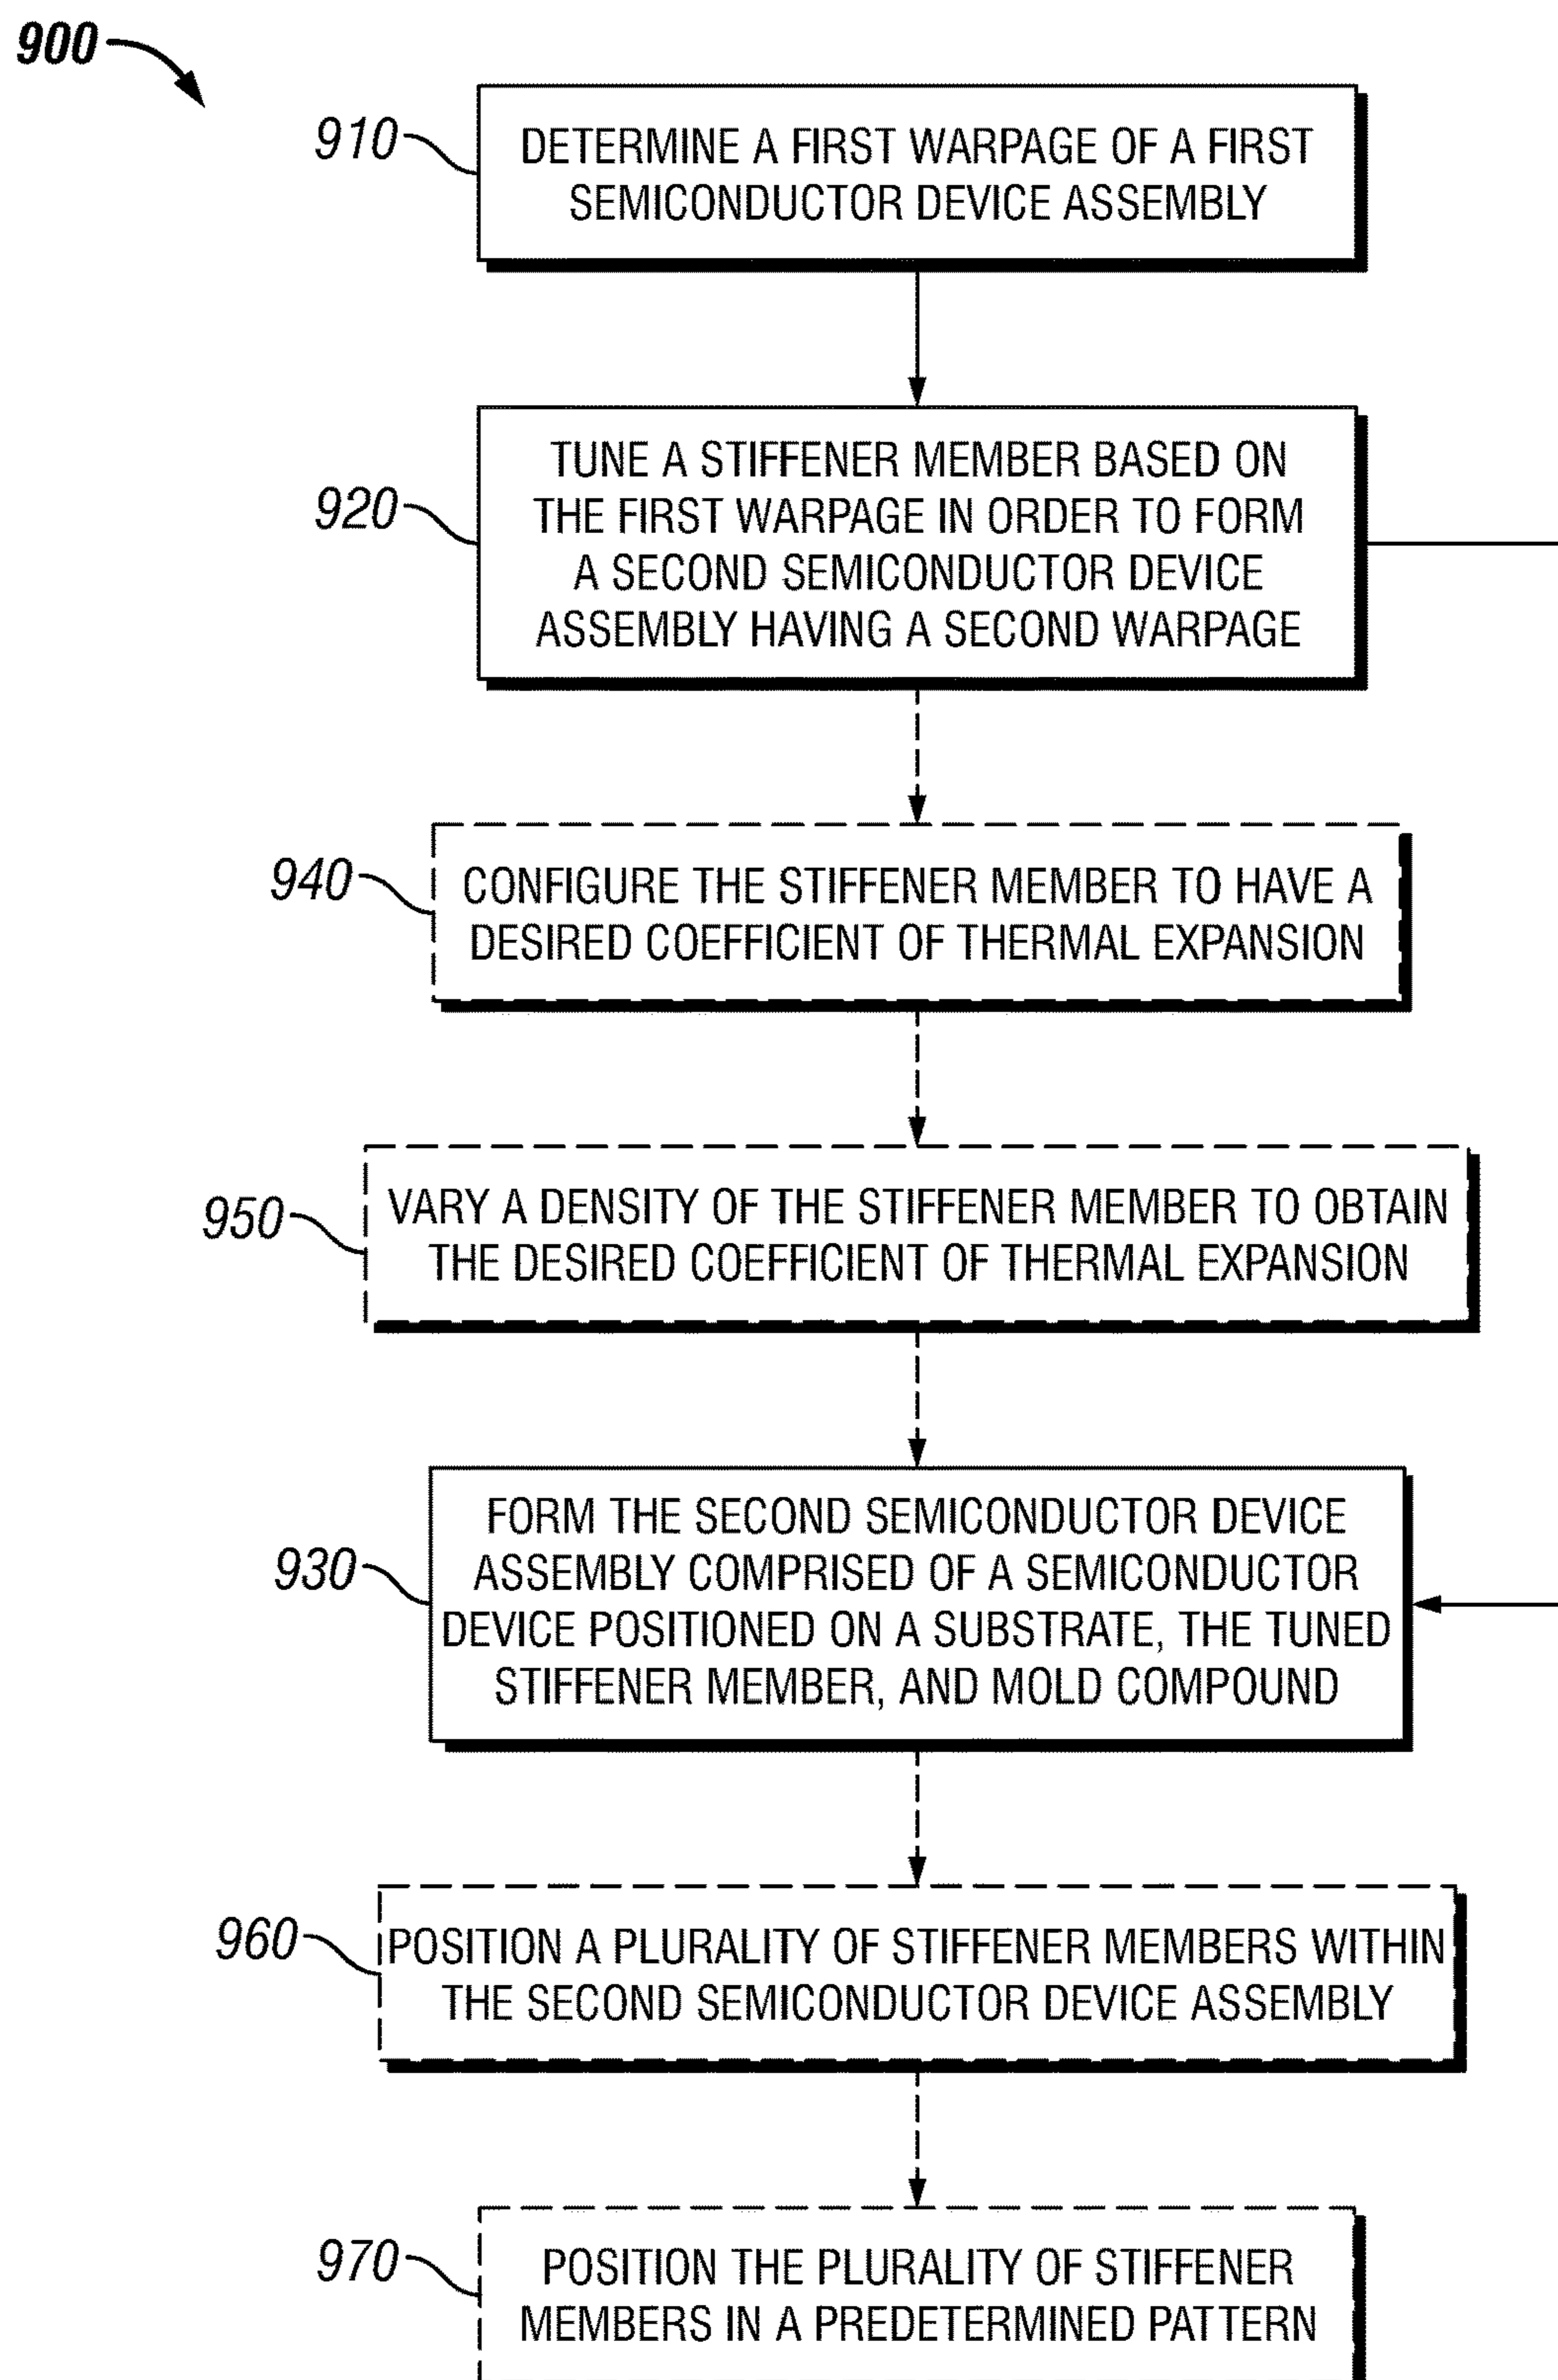 900
910
DETERMINE A FIRST WARPAGE OF A FIRST
SEMICONDUCTOR DEVICE ASSEMBLY
920
TUNE A STIFFENER MEMBER BASED ON
THE FIRST WARPAGE IN ORDER TO FORM
A SECOND SEMICONDUCTOR DEVICE
ASSEMBLY HAVING A SECOND WARPAGE
940
CONFIGURE THE STIFFENER MEMBER TO HAVE A
DESIRED COEFFICIENT OF THERMAL EXPANSION
950
VARY A DENSITY OF THE STIFFENER MEMBER TO OBTAIN
THE DESIRED COEFFICIENT OF THERMAL EXPANSION
930
FORM THE SECOND SEMICONDUCTOR DEVICE
ASSEMBLY COMPRISED OF A SEMICONDUCTOR
DEVICE POSITIONED ON A SUBSTRATE, THE TUNED
STIFFENER MEMBER, AND MOLD COMPOUND
960
POSITION A PLURALITY OF STIFFENER MEMBERS WITHIN
THE SECOND SEMICONDUCTOR DEVICE ASSEMBLY
970
POSITION THE PLURALITY OF STIFFENER
MEMBERS IN A PREDETERMINED PATTERN